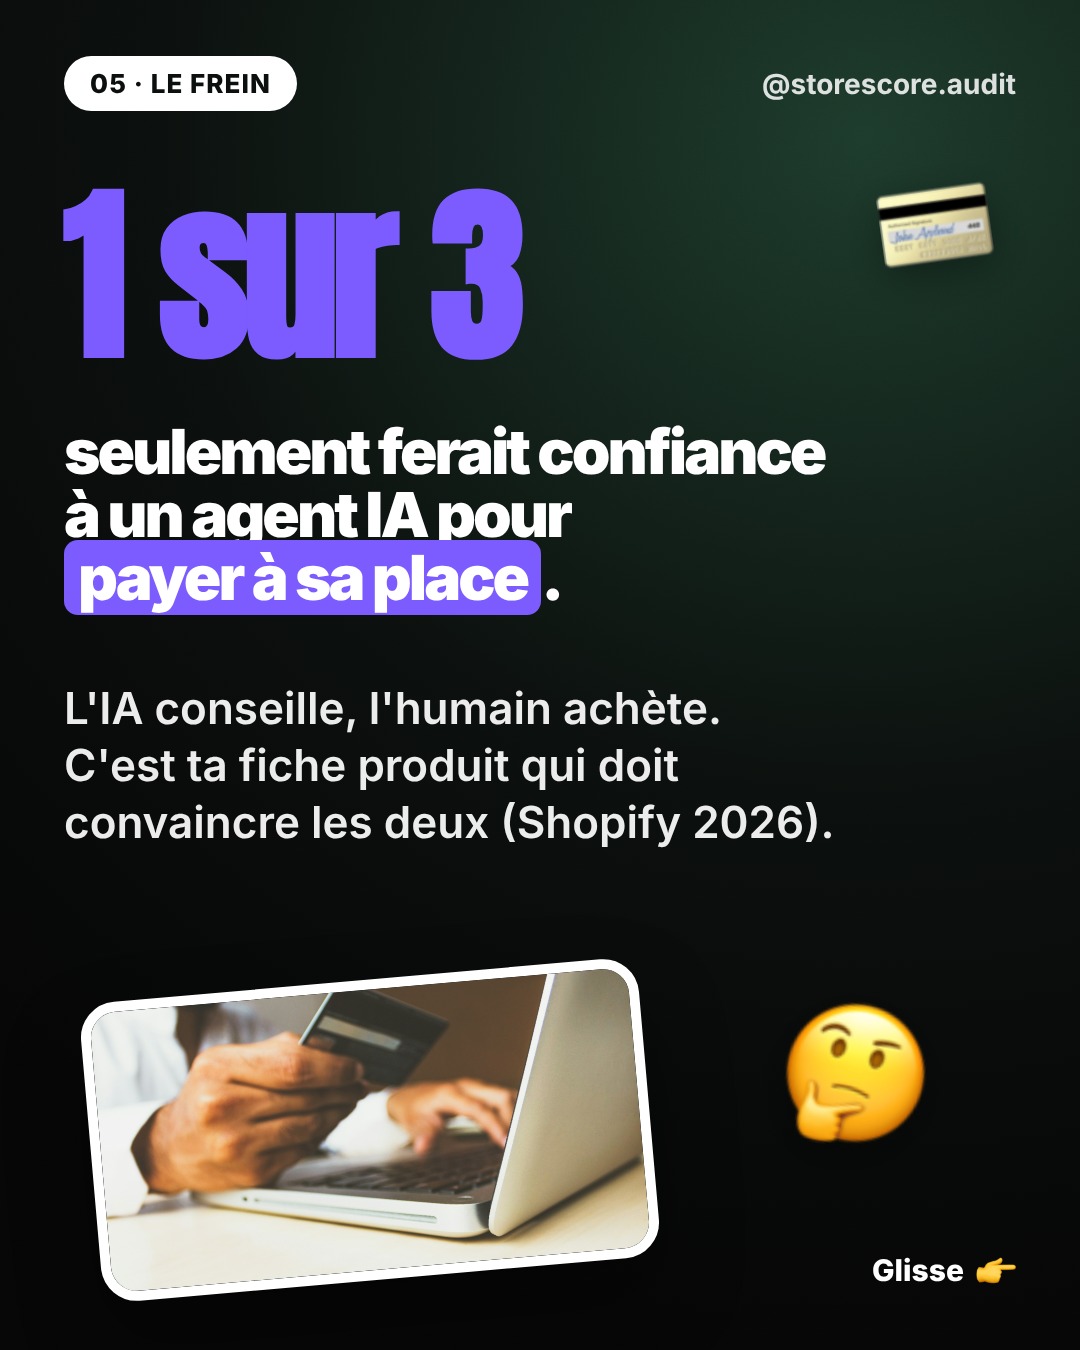 05 · LE FREIN
@storescore.audit
1 sur 3
seulement ferait confiance
à un agent IA pour
payer à sa place.
L'IA conseille, l'humain achète.
C'est ta fiche produit qui doit
convaincre les deux (Shopify 2026).
Glisse